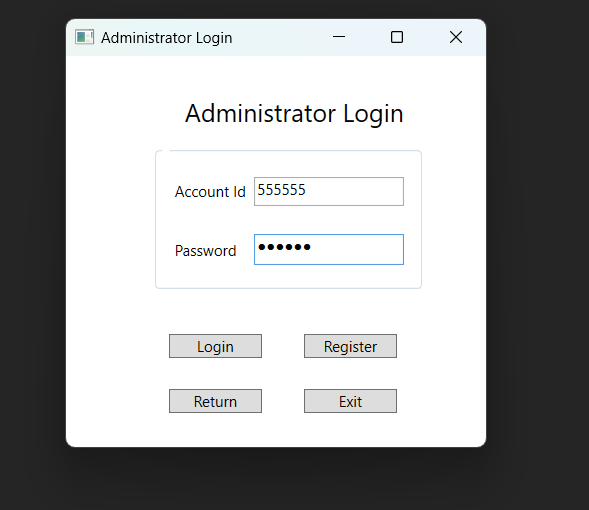 Administrator Login
Administrator Login
Account Id 555555
Password ●●●●●●
Login Register
Return Exit